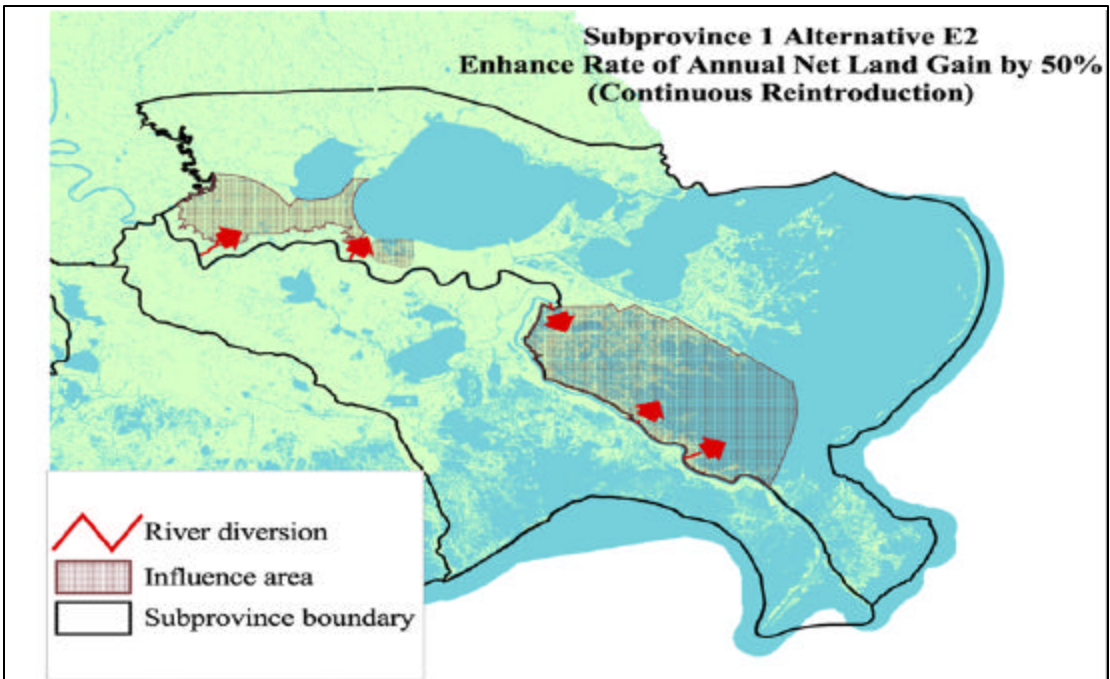 Subprovince 1 Alternative E2
Enhance Rate of Annual Net Land Gain by 50%
(Continuous Reintroduction)
River diversion
Influence area
Subprovince boundary